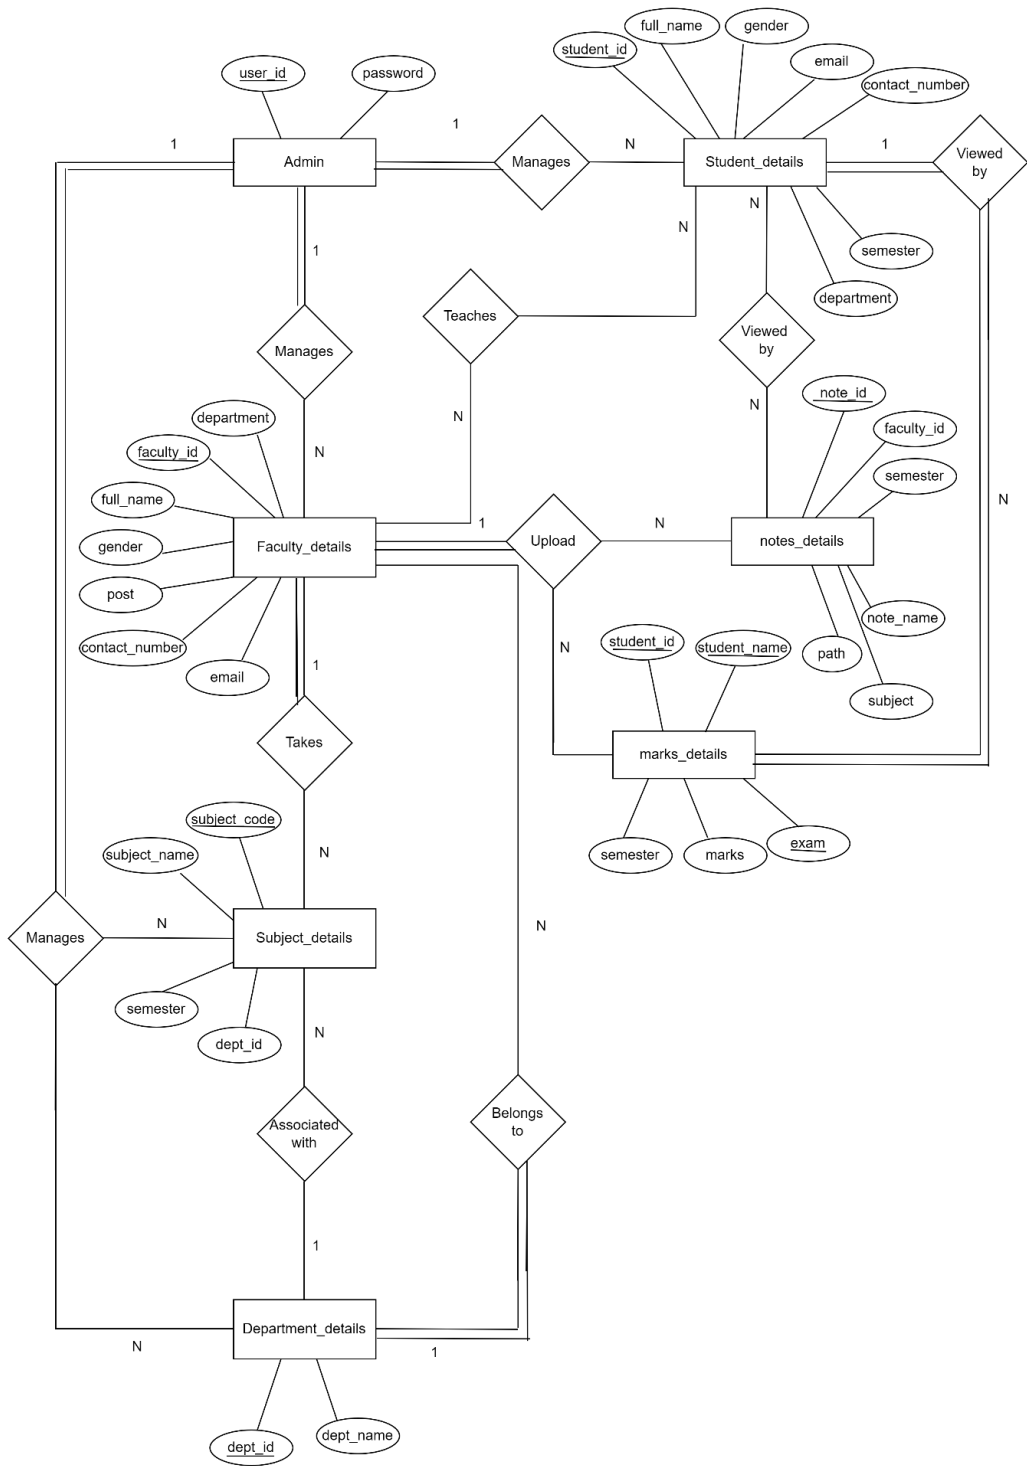 full_name
gender
student_id
email
user_id
password
contact_number
1
1
N
1
Admin
Manages
Student_details
Viewed
by
N
N
1
semester
department
Teaches
Viewed
by
Manages
note_id
N
N
department
faculty_id
faculty_id
N
semester
full_name
N
1
N
gender
Faculty_details
Upload
notes_details
post
note_name
contact_number
student_id
student_name
N
path
1
email
subject
Takes
marks_details
subject_code
exam
subject_name
N
semester
marks
N
N
Manages
Subject_details
semester
N
dept_id
Belongs
to
Associated
with
1
Department_details
N
1
dept_name
dept_id